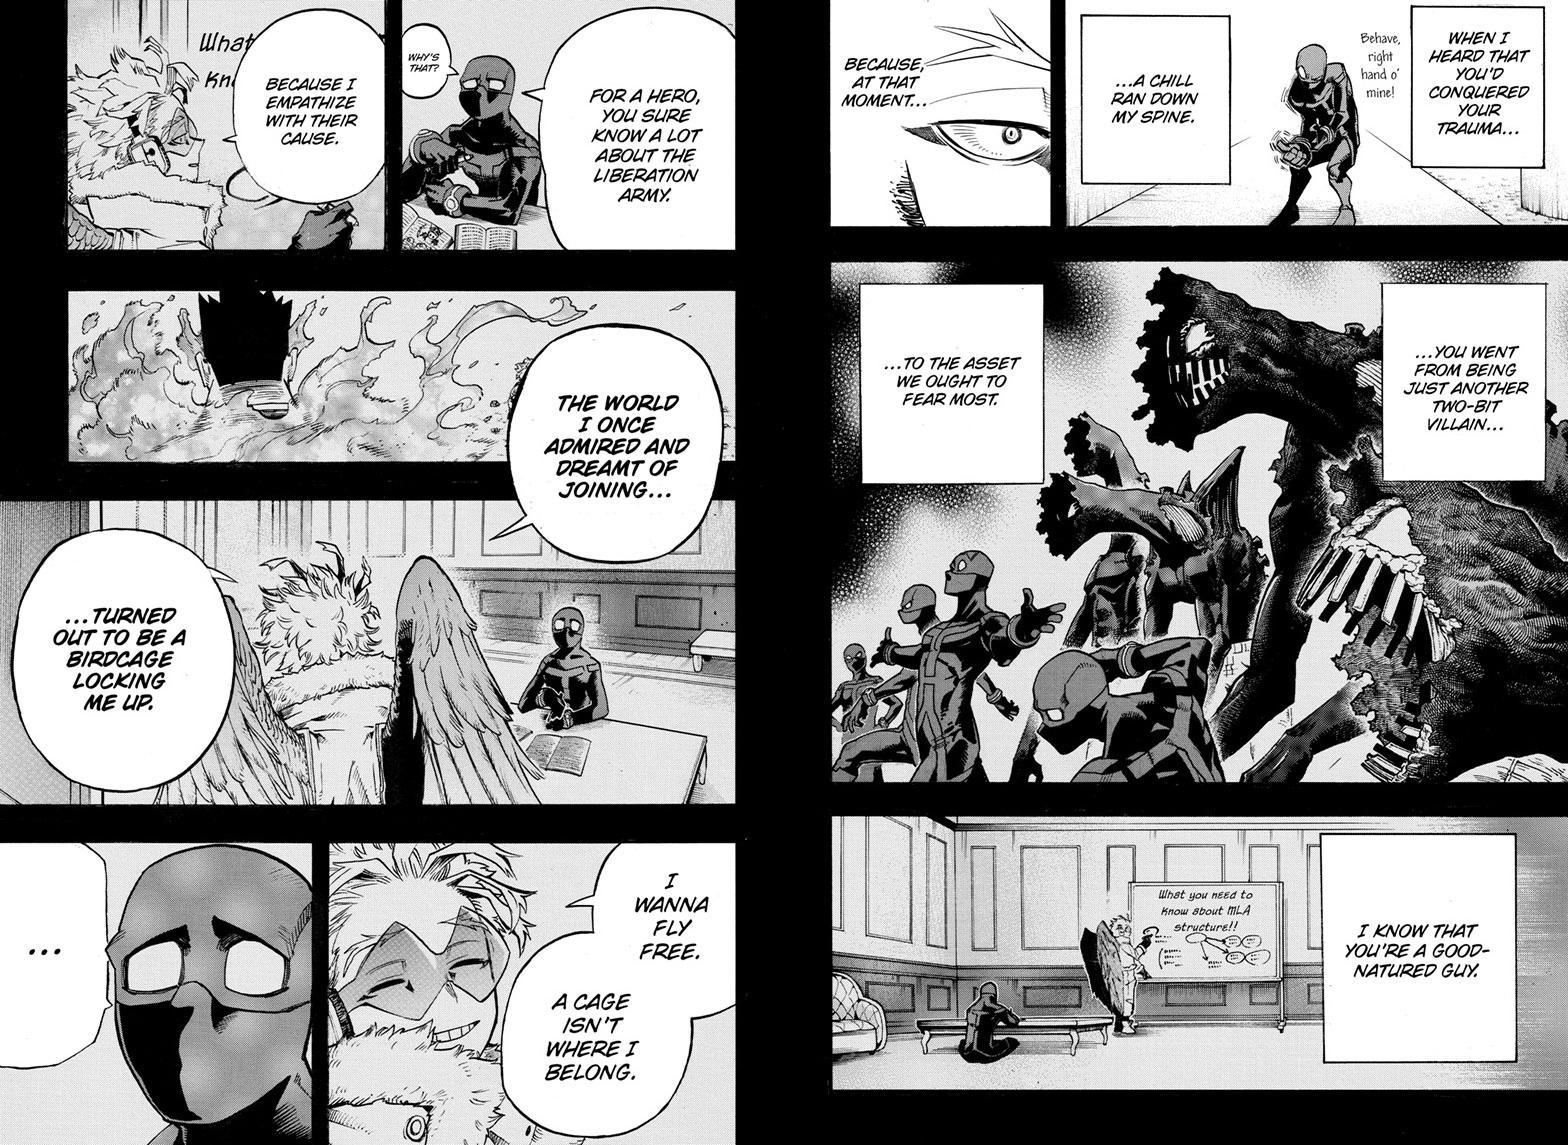 WHEN I
HEARD THAT
YOU'D
CONQUERED
YOUR
TRAUMA...
Behave,
right
hand o'
mine!
...A CHILL
RAN DOWN
MY SPINE.
BECAUSE,
AT THAT
MOMENT...
...YOU WENT
FROM BEING
JUST ANOTHER
TWO-BIT
VILLAIN...
...TO THE ASSET
WE OUGHT TO
FEAR MOST.
I KNOW THAT
YOU'RE A GOOD-
NATURED GUY.
What you need to
know about MLA
structure!!
FOR A HERO,
YOU SURE
KNOW A LOT
ABOUT THE
LIBERATION
ARMY.
WHY'S
THAT?
What
Kn
BECAUSE I
EMPATHIZE
WITH THEIR
CAUSE.
THE WORLD
I ONCE
ADMIRED AND
DREAMT OF
JOINING...
...TURNED
OUT TO BE A
BIRDCAGE
LOCKING
ME UP.
I
WANNA
FLY
FREE.
A CAGE
ISN'T
WHERE I
BELONG.
...